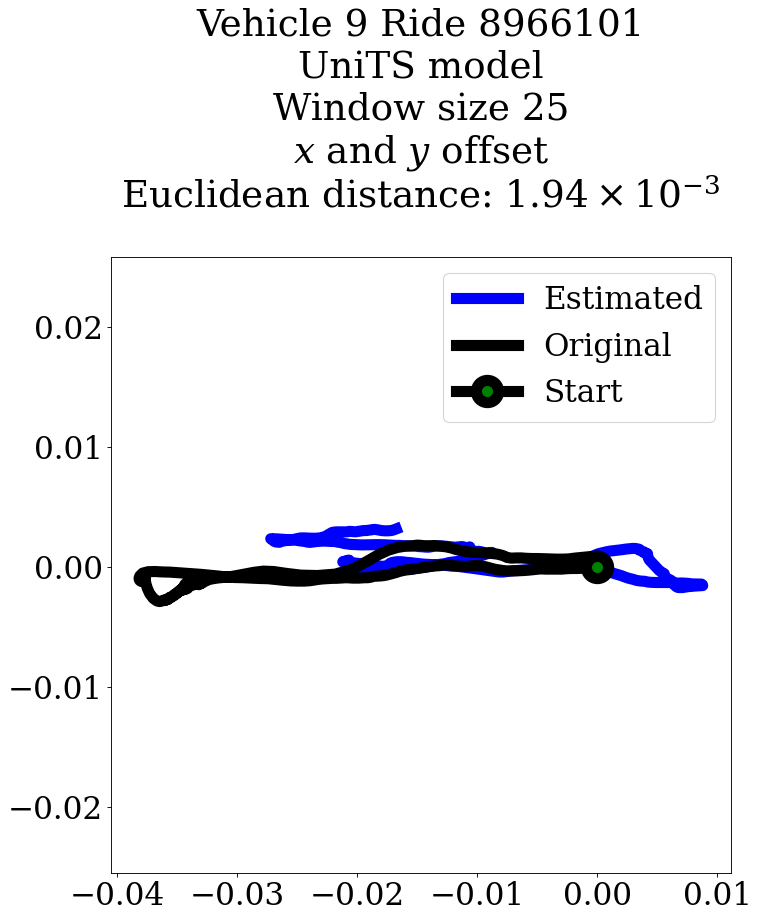 Vehicle 9 Ride 8966101
UniTS model
Window size 25
x and y offset
Euclidean distance: 1.94 × 10⁻³
Estimated
Original
Start
0.02
0.01
0.00
−0.01
−0.02
−0.04 −0.03 −0.02 −0.01 0.00 0.01